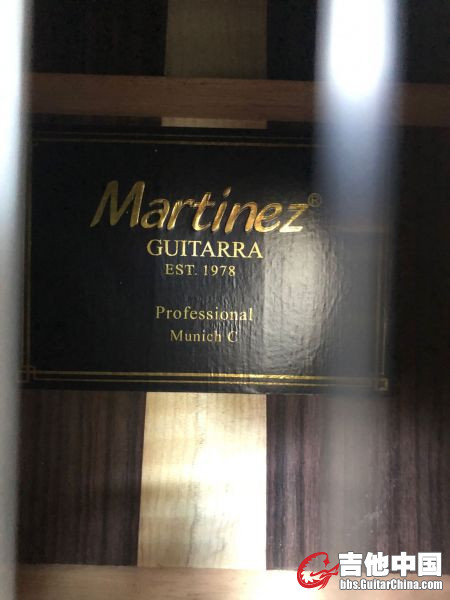 Martinez®
GUITARRA
EST. 1978
Professional
Munich C
吉他中国
bbs.GuitarChina.com